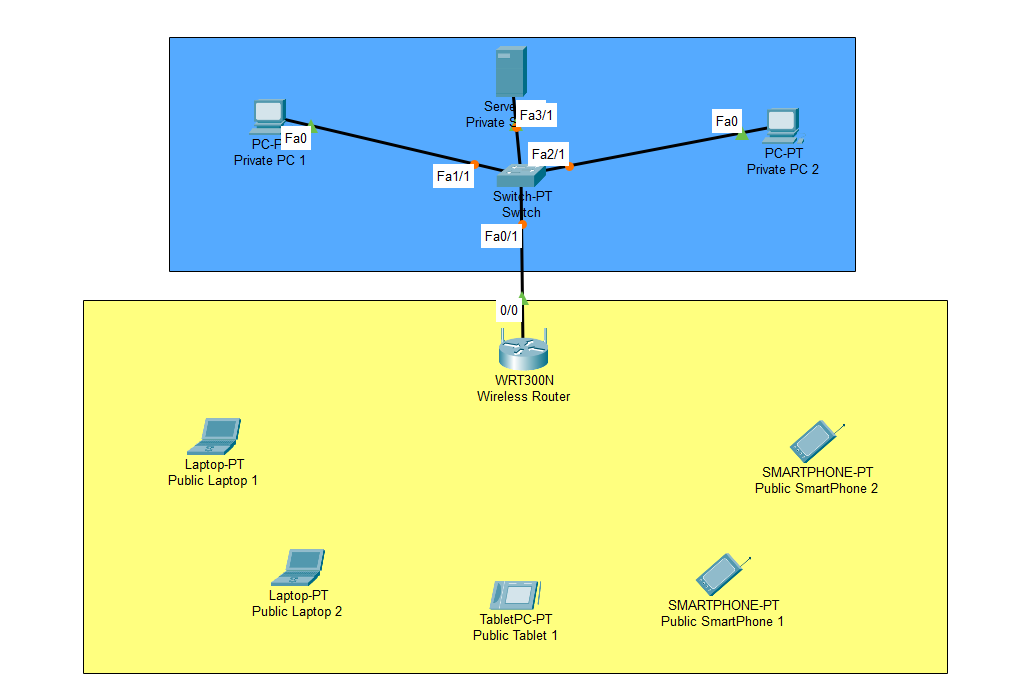 Serve
Private S
Fa3/1
Fa0
PC-P
Private PC 1
Fa0
PC-PT
Private PC 2
Fa2/1
Fa1/1
Switch-PT
Switch
Fa0/1
0/0
WRT300N
Wireless Router
Laptop-PT
Public Laptop 1
SMARTPHONE-PT
Public SmartPhone 2
Laptop-PT
Public Laptop 2
TabletPC-PT
Public Tablet 1
SMARTPHONE-PT
Public SmartPhone 1